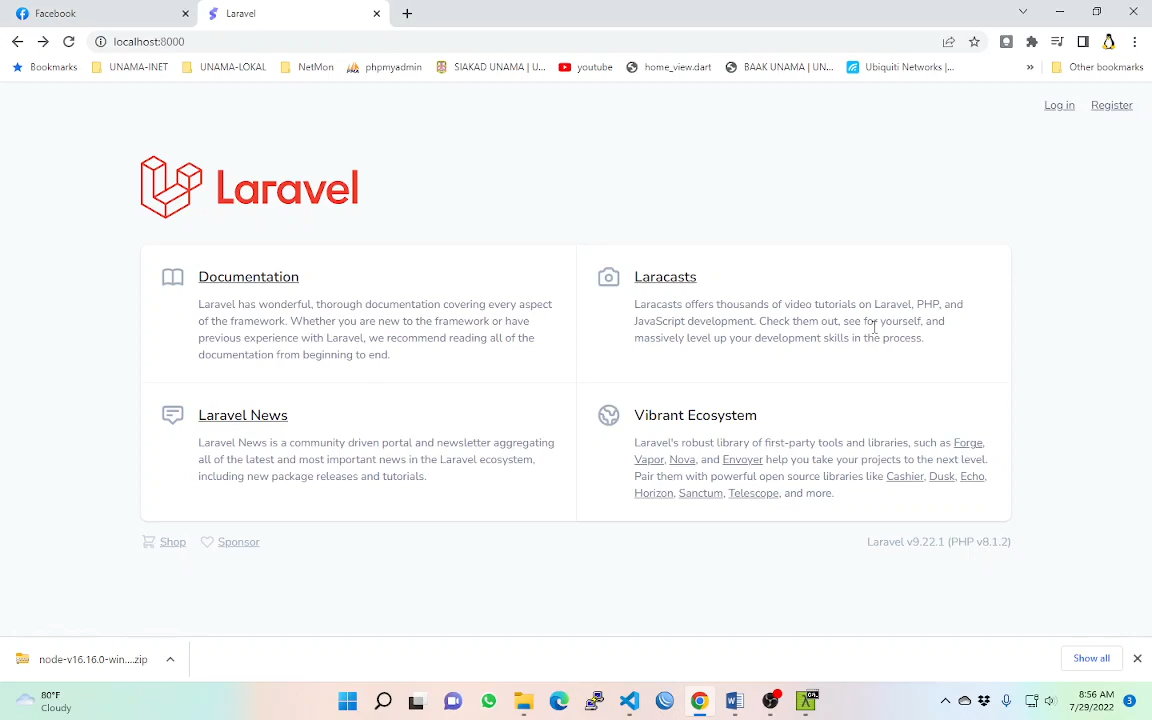 Facebook
Laravel
localhost:8000
Bookmarks UNAMA-INET UNAMA-LOKAL NetMon phpmyadmin SIAKAD UNAMA | U... youtube home_view.dart BAAK UNAMA | UN... Ubiquiti Networks |... » Other bookmarks
Log in Register
Laravel
Documentation
Laravel has wonderful, thorough documentation covering every aspect
of the framework. Whether you are new to the framework or have
previous experience with Laravel, we recommend reading all of the
documentation from beginning to end.
Laracasts
Laracasts offers thousands of video tutorials on Laravel, PHP, and
JavaScript development. Check them out, see for yourself, and
massively level up your development skills in the process.
Laravel News
Laravel News is a community driven portal and newsletter aggregating
all of the latest and most important news in the Laravel ecosystem,
including new package releases and tutorials.
Vibrant Ecosystem
Laravel's robust library of first-party tools and libraries, such as Forge,
Vapor, Nova, and Envoyer help you take your projects to the next level.
Pair them with powerful open source libraries like Cashier, Dusk, Echo,
Horizon, Sanctum, Telescope, and more.
Shop Sponsor
Laravel v9.22.1 (PHP v8.1.2)
node-v16.16.0-win....zip
Show all
80°F
Cloudy
8:56 AM
7/29/2022
3